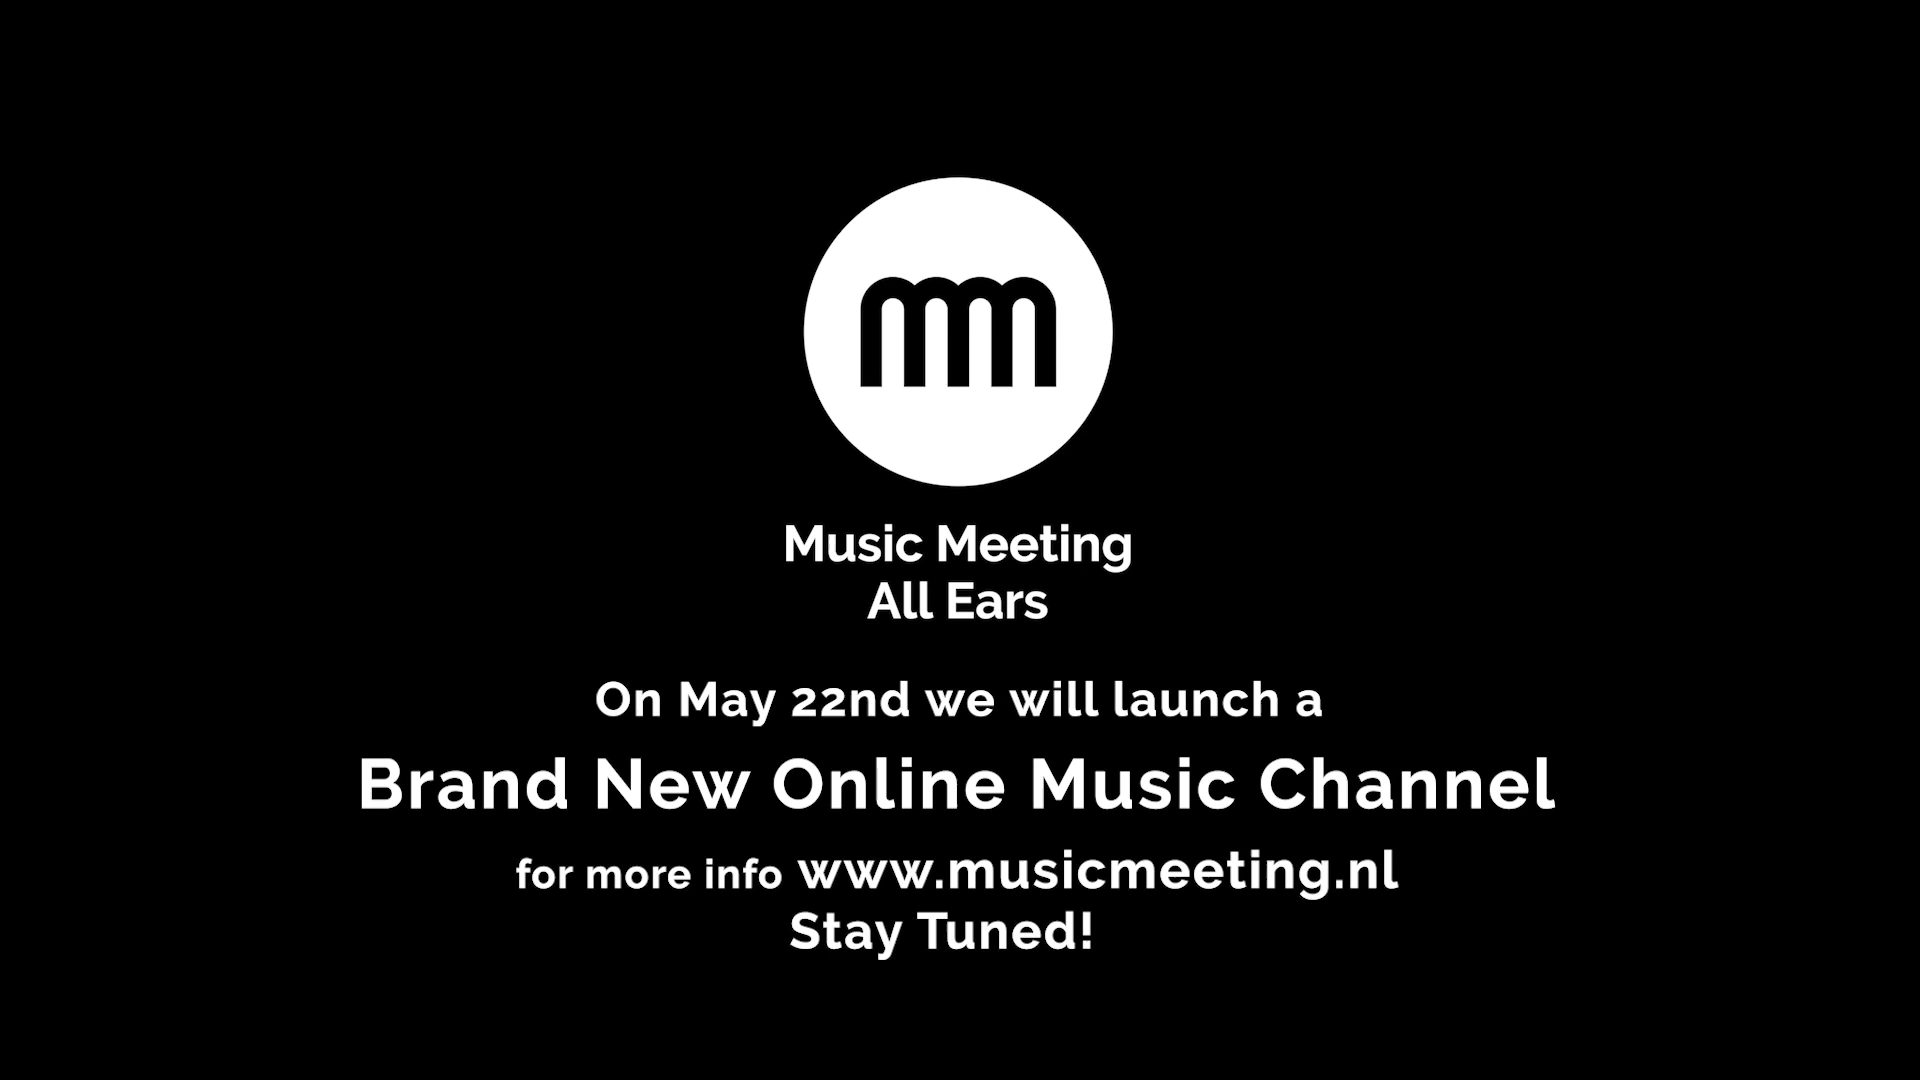 mm
Music Meeting
All Ears
On May 22nd we will launch a
Brand New Online Music Channel
for more info www.musicmeeting.nl
Stay Tuned!